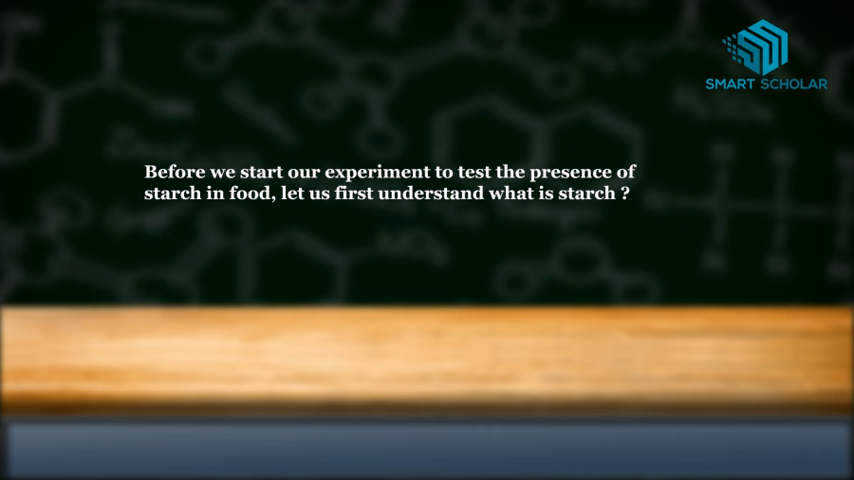 SMART SCHOLAR
Before we start our experiment to test the presence of
starch in food, let us first understand what is starch ?